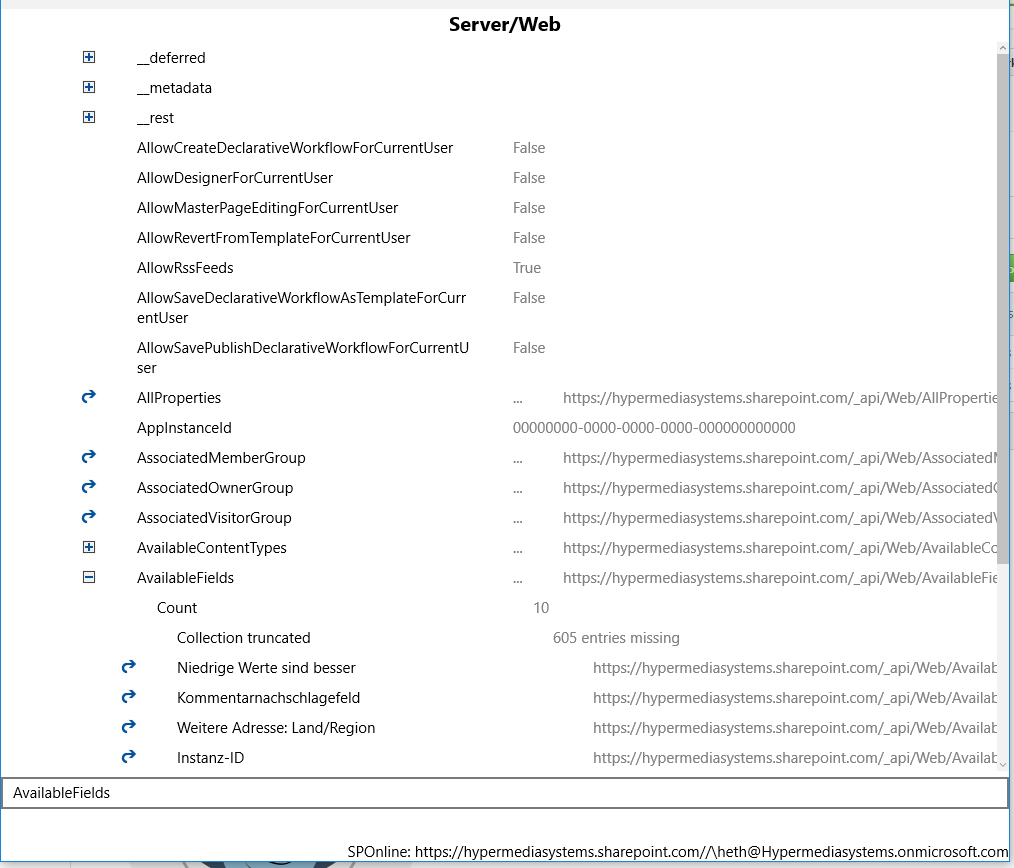 Server/Web
__deferred
__metadata
__rest
AllowCreateDeclarativeWorkflowForCurrentUser False
AllowDesignerForCurrentUser False
AllowMasterPageEditingForCurrentUser False
AllowRevertFromTemplateForCurrentUser False
AllowRssFeeds True
AllowSaveDeclarativeWorkflowAsTemplateForCurr False
entUser
AllowSavePublishDeclarativeWorkflowForCurrentU False
ser
AllProperties ... https://hypermediasystems.sharepoint.com/_api/Web/AllPropertie
AppInstanceId 00000000-0000-0000-0000-000000000000
AssociatedMemberGroup ... https://hypermediasystems.sharepoint.com/_api/Web/Associated
AssociatedOwnerGroup ... https://hypermediasystems.sharepoint.com/_api/Web/Associated
AssociatedVisitorGroup ... https://hypermediasystems.sharepoint.com/_api/Web/Associated
AvailableContentTypes ... https://hypermediasystems.sharepoint.com/_api/Web/AvailableCo
AvailableFields ... https://hypermediasystems.sharepoint.com/_api/Web/AvailableFie
Count 10
Collection truncated 605 entries missing
Niedrige Werte sind besser https://hypermediasystems.sharepoint.com/_api/Web/Availab
Kommentarnachschlagefeld https://hypermediasystems.sharepoint.com/_api/Web/Availab
Weitere Adresse: Land/Region https://hypermediasystems.sharepoint.com/_api/Web/Availab
Instanz-ID https://hypermediasystems.sharepoint.com/_api/Web/Availab
AvailableFields
SPOnline: https://hypermediasystems.sharepoint.com//\heth@Hypermediasystems.onmicrosoft.com